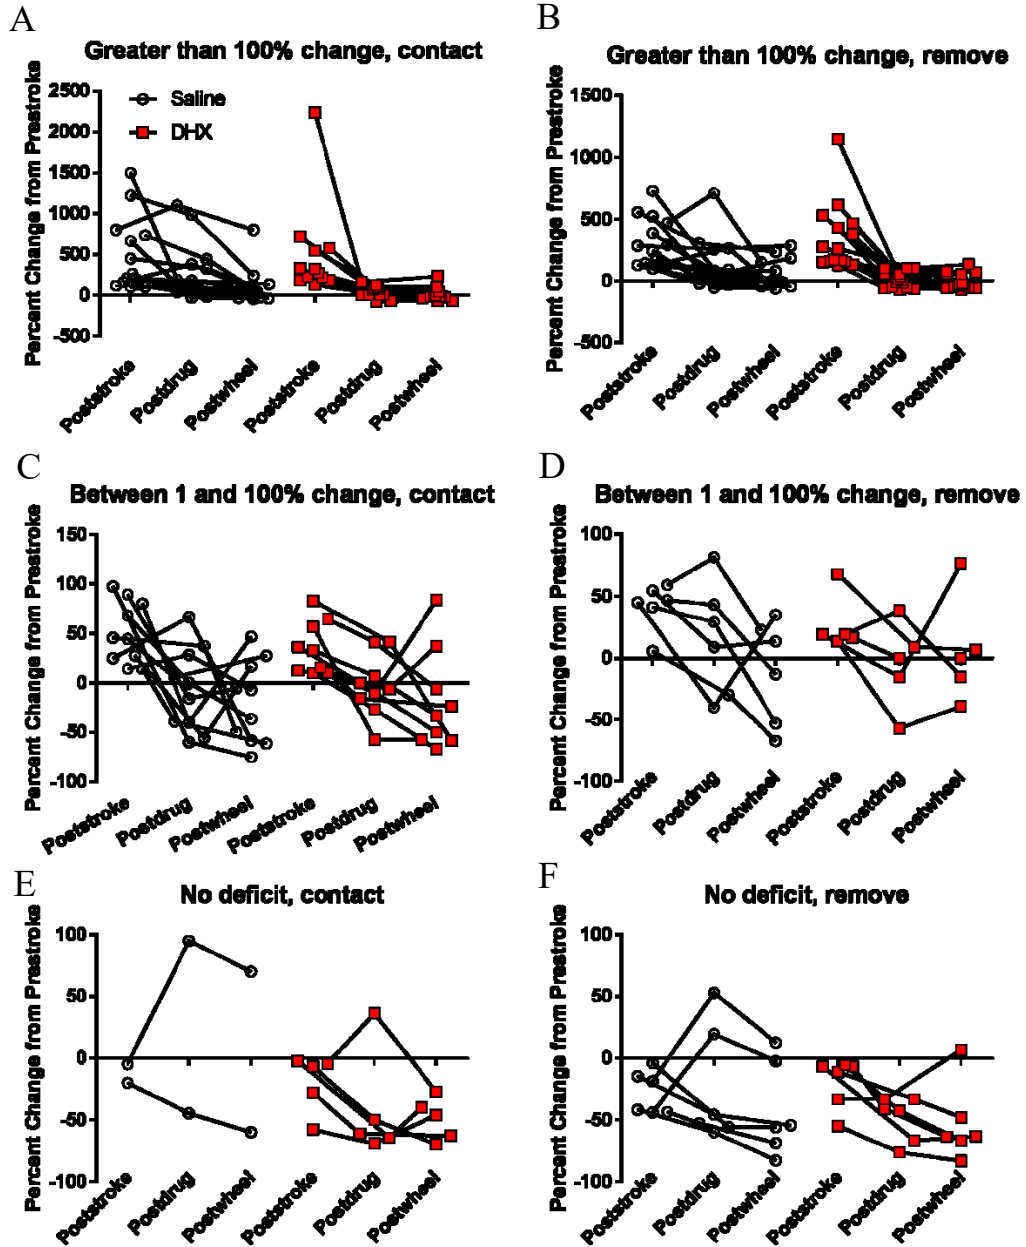 A
Greater than 100% change, contact
Percent Change from Prestroke
2500
2000
1500
1000
500
0
-500
Saline
DHX
Poststroke
Postdrug
Postwheel
Poststroke
Postdrug
Postwheel
B
Greater than 100% change, remove
Percent Change from Prestroke
1500
1000
500
0
-500
Poststroke
Postdrug
Postwheel
Poststroke
Postdrug
Postwheel
C
Between 1 and 100% change, contact
Percent Change from Prestroke
150
100
50
0
-50
-100
Poststroke
Postdrug
Postwheel
Poststroke
Postdrug
Postwheel
D
Between 1 and 100% change, remove
Percent Change from Prestroke
100
50
0
-50
-100
Poststroke
Postdrug
Postwheel
Poststroke
Postdrug
Postwheel
E
No deficit, contact
Percent Change from Prestroke
100
50
0
-50
-100
Poststroke
Postdrug
Postwheel
Poststroke
Postdrug
Postwheel
F
No deficit, remove
Percent Change from Prestroke
100
50
0
-50
-100
Poststroke
Postdrug
Postwheel
Poststroke
Postdrug
Postwheel